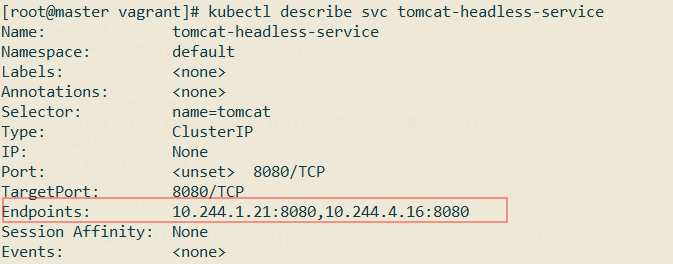 [root@master vagrant]# kubectl describe svc tomcat-headless-service
Name:              tomcat-headless-service
Namespace:         default
Labels:            <none>
Annotations:       <none>
Selector:          name=tomcat
Type:              ClusterIP
IP:                None
Port:              <unset>  8080/TCP
TargetPort:        8080/TCP
Endpoints:         10.244.1.21:8080,10.244.4.16:8080
Session Affinity:  None
Events:            <none>